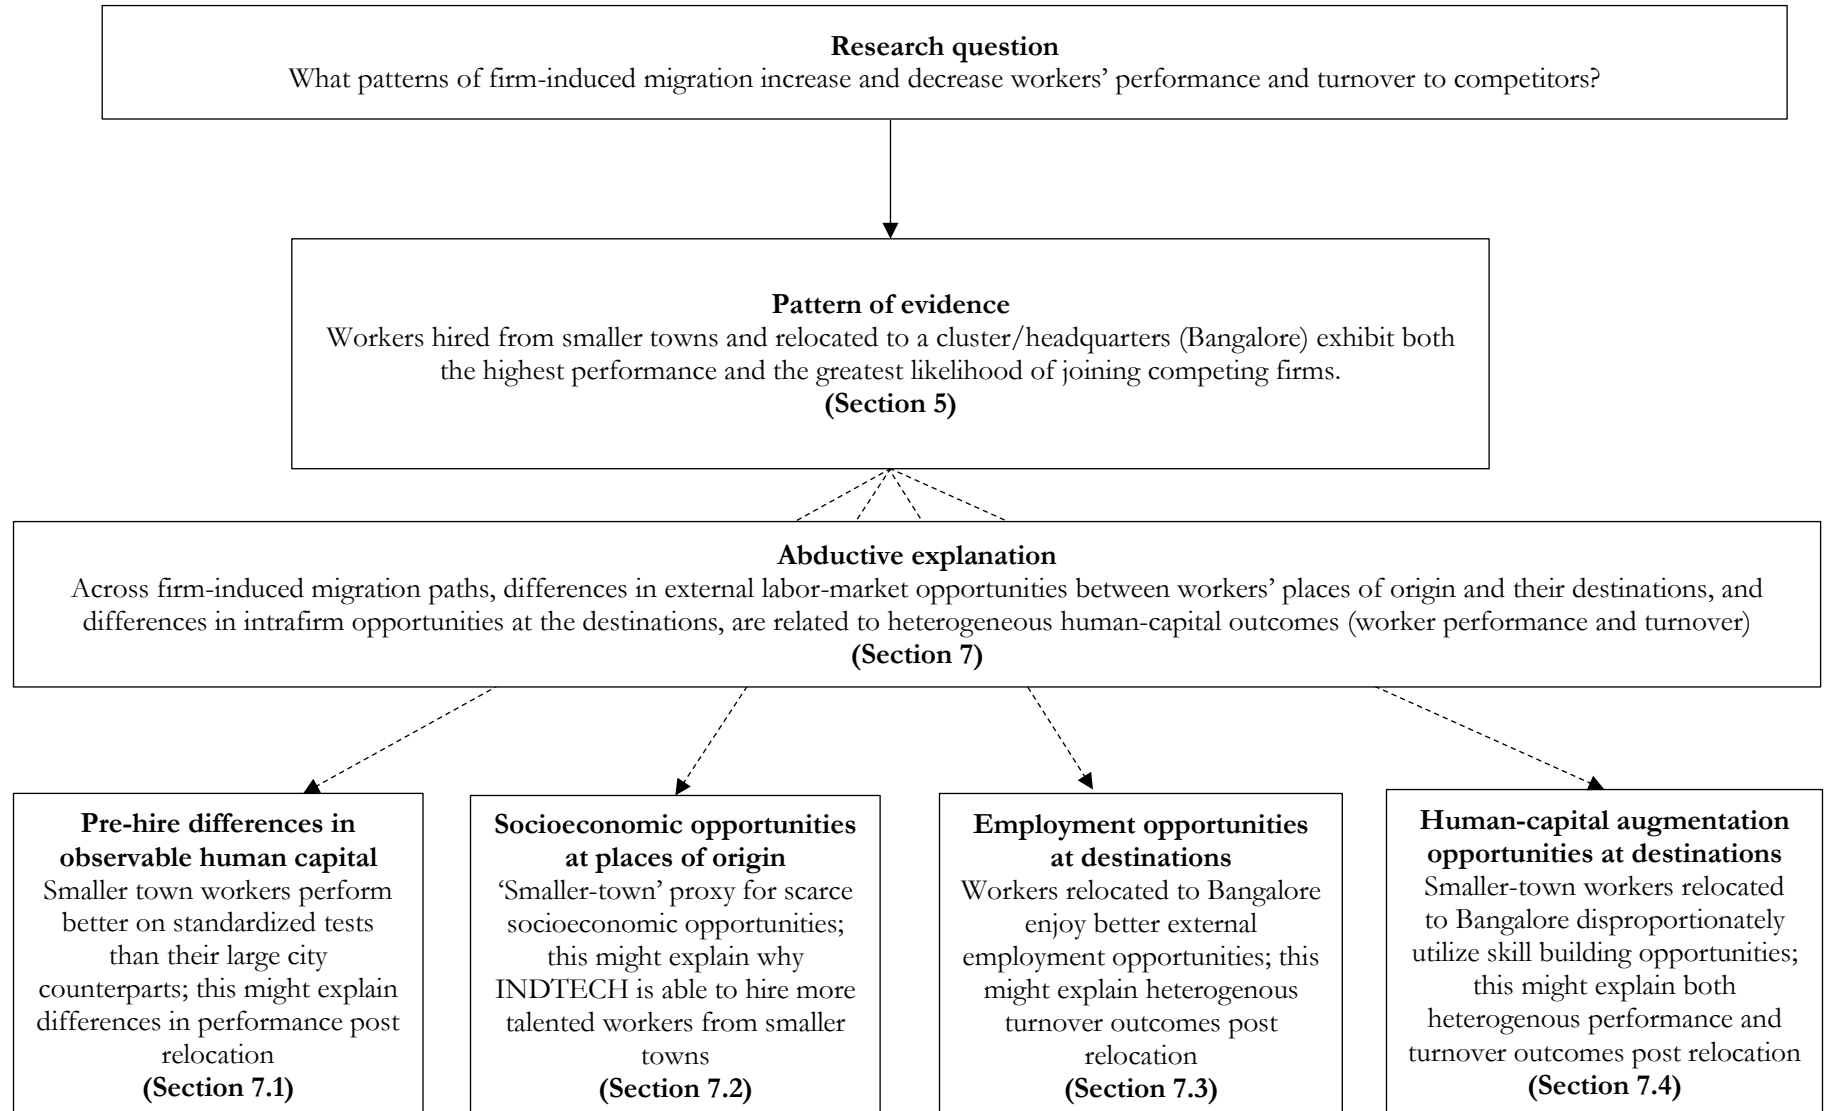 Research question
What patterns of firm-induced migration increase and decrease workers’ performance and turnover to competitors?
Pattern of evidence
Workers hired from smaller towns and relocated to a cluster/headquarters (Bangalore) exhibit both
the highest performance and the greatest likelihood of joining competing firms.
(Section 5)
Abductive explanation
Across firm-induced migration paths, differences in external labor-market opportunities between workers’ places of origin and their destinations, and
differences in intrafirm opportunities at the destinations, are related to heterogeneous human-capital outcomes (worker performance and turnover)
(Section 7)
Pre-hire differences in
observable human capital
Smaller town workers perform
better on standardized tests
than their large city
counterparts; this might explain
differences in performance post
relocation
(Section 7.1)
Socioeconomic opportunities
at places of origin
‘Smaller-town’ proxy for scarce
socioeconomic opportunities;
this might explain why
INDTECH is able to hire more
talented workers from smaller
towns
(Section 7.2)
Employment opportunities
at destinations
Workers relocated to Bangalore
enjoy better external
employment opportunities; this
might explain heterogenous
turnover outcomes post
relocation
(Section 7.3)
Human-capital augmentation
opportunities at destinations
Smaller-town workers relocated
to Bangalore disproportionately
utilize skill building opportunities;
this might explain both
heterogenous performance and
turnover outcomes post relocation
(Section 7.4)